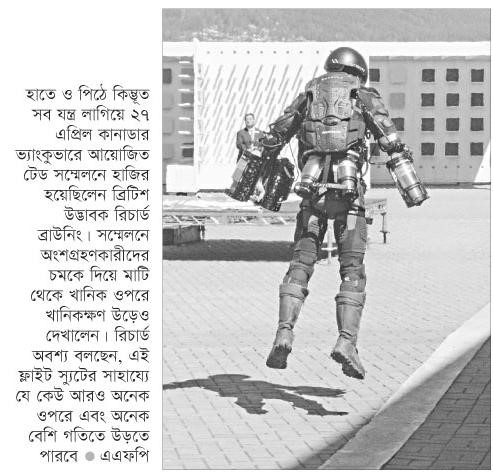 হাতে ও পিঠে কিম্ভূত
সব যন্ত্র লাগিয়ে ২৭
এপ্রিল কানাডার
ভ্যাংকুভারে আয়োজিত
টেড সম্মেলনে হাজির
হয়েছিলেন ব্রিটিশ
উদ্ভাবক রিচার্ড
ব্রাউনিং। সম্মেলনে
অংশগ্রহণকারীদের
চমকে দিয়ে মাটি
থেকে খানিক ওপরে
খানিকক্ষণ উড়েও
দেখালেন। রিচার্ড
অবশ্য বলছেন, এই
ফ্লাইট স্যুটের সাহায্যে
যে কেউ আরও অনেক
ওপরে এবং অনেক
বেশি গতিতে উড়তে
পারবে ● এএফপি